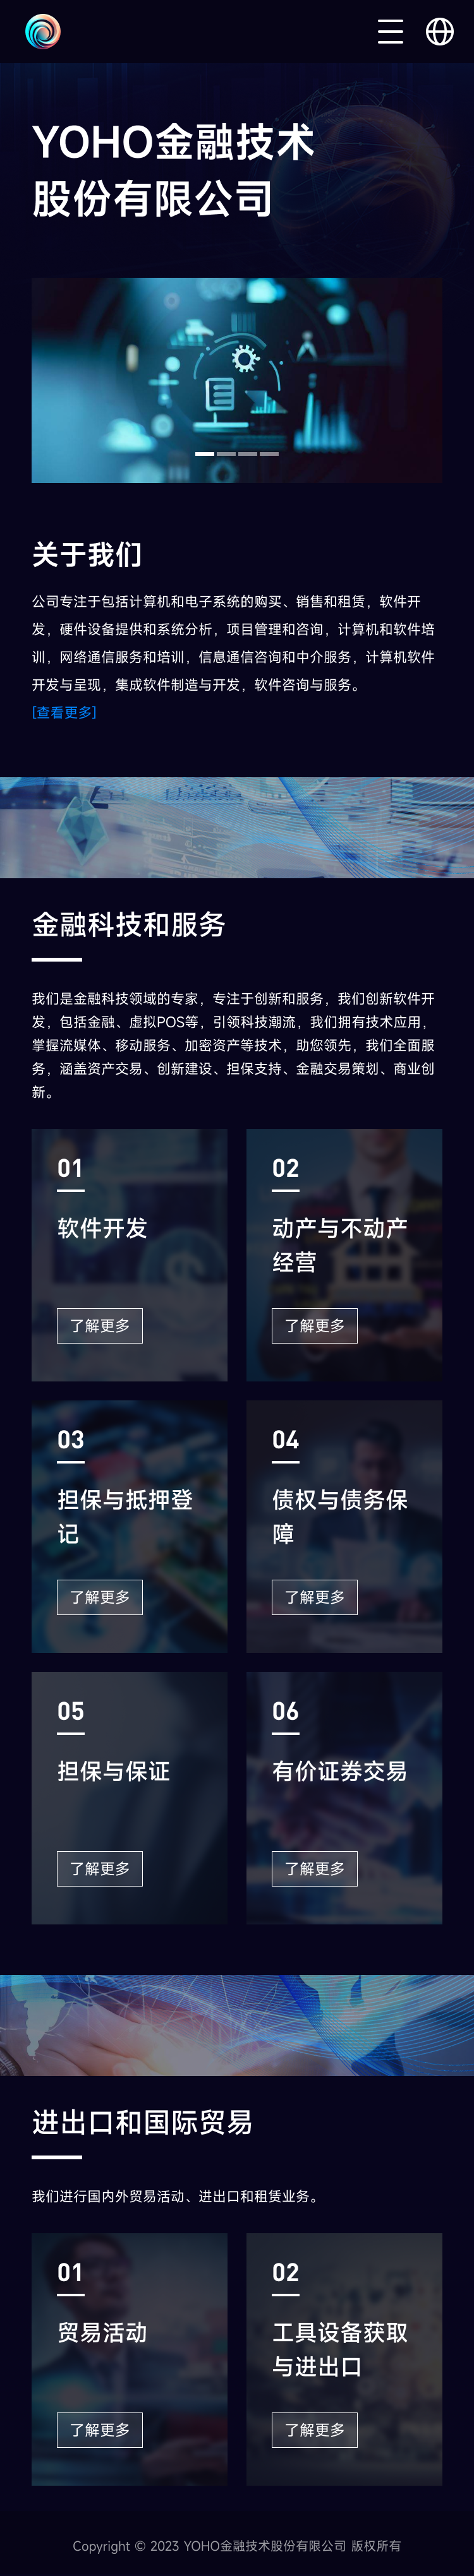 YOHO金融技术
股份有限公司
关于我们
公司专注于包括计算机和电子系统的购买、销售和租赁，软件开
发，硬件设备提供和系统分析，项目管理和咨询，计算机和软件培
训，网络通信服务和培训，信息通信咨询和中介服务，计算机软件
开发与呈现，集成软件制造与开发，软件咨询与服务。
[查看更多]
金融科技和服务
我们是金融科技领域的专家，专注于创新和服务，我们创新软件开
发，包括金融、虚拟POS等，引领科技潮流，我们拥有技术应用，
掌握流媒体、移动服务、加密资产等技术，助您领先，我们全面服
务，涵盖资产交易、创新建设、担保支持、金融交易策划、商业创
新。
01
软件开发
了解更多
02
动产与不动产
经营
了解更多
03
担保与抵押登
记
了解更多
04
债权与债务保
障
了解更多
05
担保与保证
了解更多
06
有价证券交易
了解更多
进出口和国际贸易
我们进行国内外贸易活动、进出口和租赁业务。
01
贸易活动
了解更多
02
工具设备获取
与进出口
了解更多
Copyright © 2023 YOHO金融技术股份有限公司 版权所有